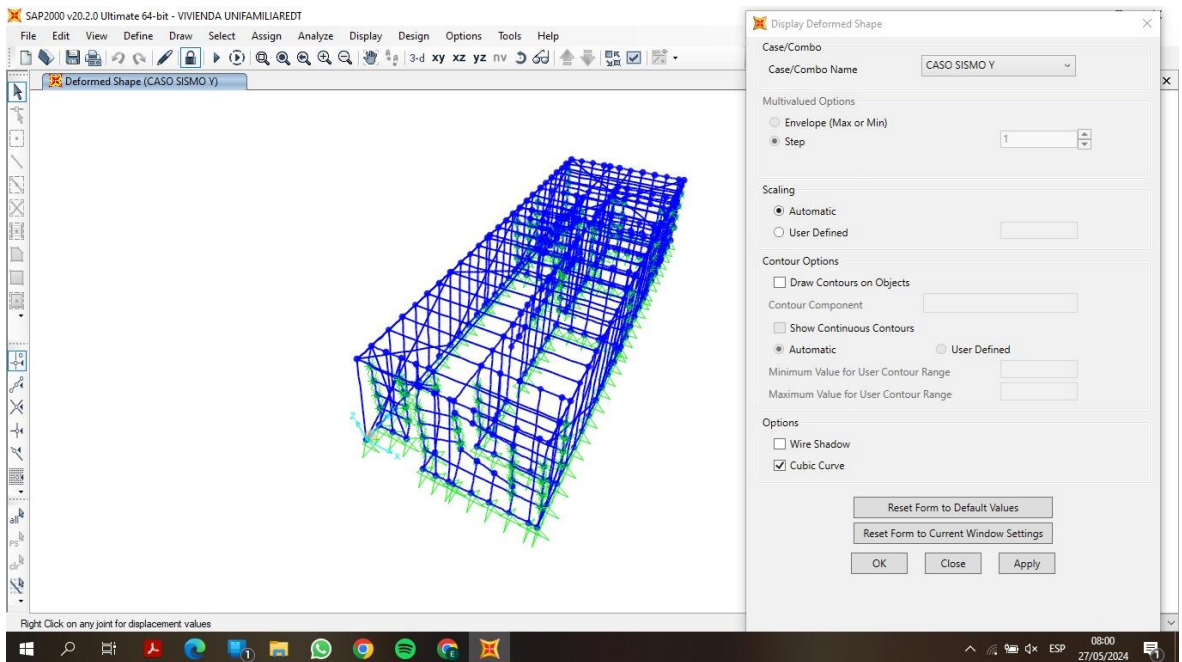 SAP2000 v20.2.0 Ultimate 64-bit - VIVIENDA UNIFAMILIAREDT
File Edit View Define Draw Select Assign Analyze Display Design Options Tools Help
3-d xy xz yz nv
Deformed Shape (CASO SISMO Y)
Z
X
all
PS
clr
Right Click on any joint for displacement values
Display Deformed Shape
Case/Combo
Case/Combo Name CASO SISMO Y
Multivalued Options
Envelope (Max or Min)
Step 1
Scaling
Automatic
User Defined
Contour Options
Draw Contours on Objects
Contour Component
Show Continuous Contours
Automatic User Defined
Minimum Value for User Contour Range
Maximum Value for User Contour Range
Options
Wire Shadow
Cubic Curve
Reset Form to Default Values
Reset Form to Current Window Settings
OK Close Apply
ESP
08:00
27/05/2024